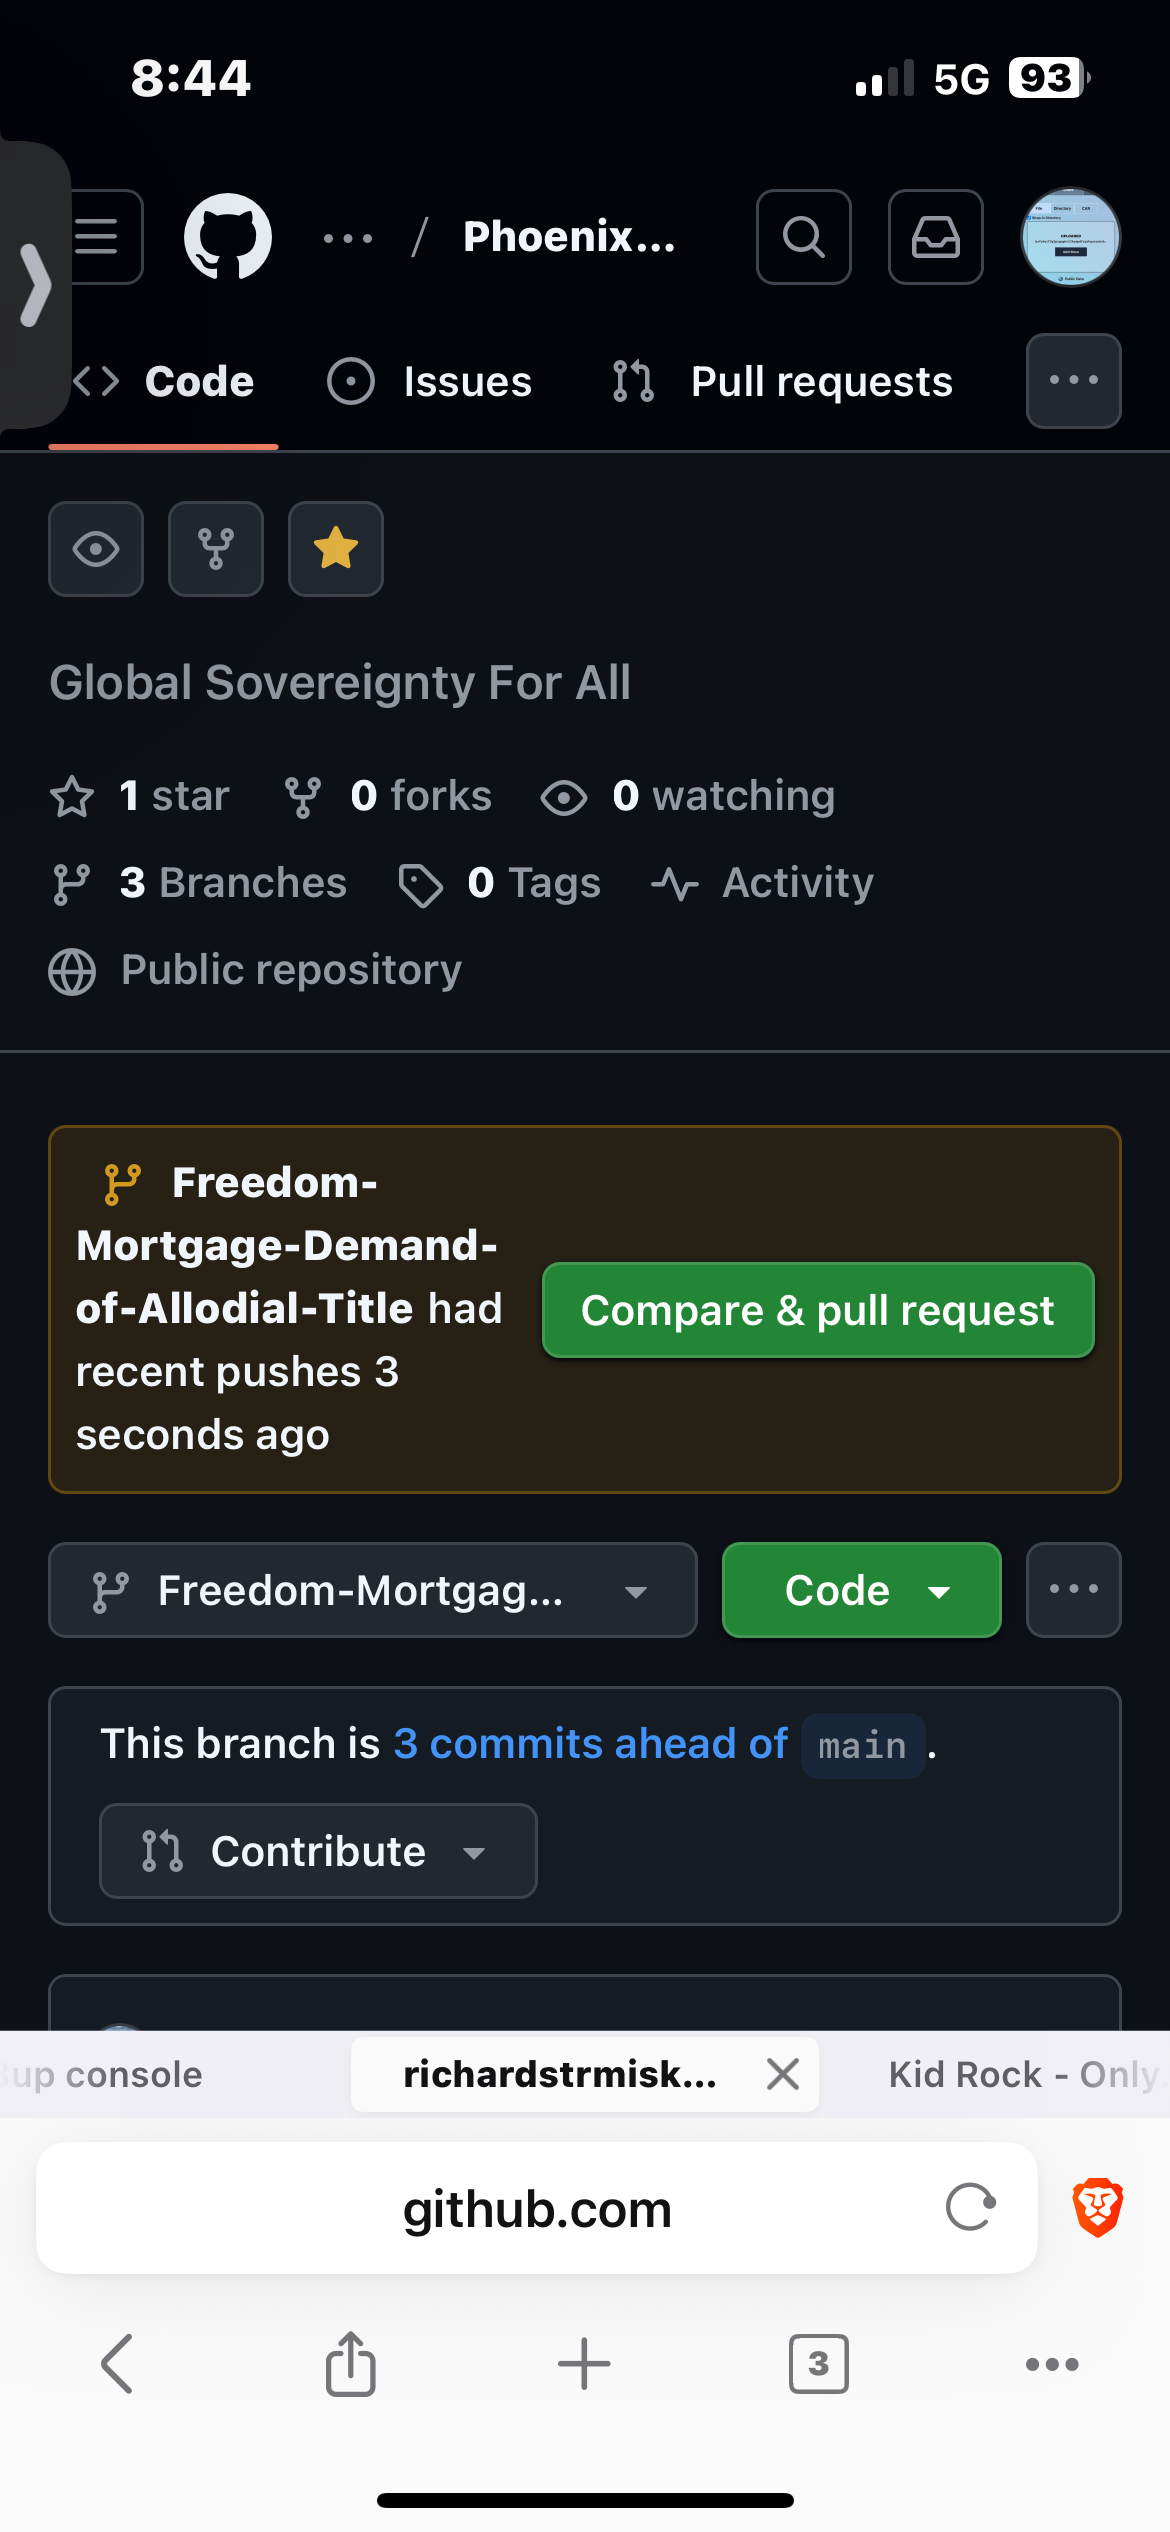 8:44
5G 93
/ Phoenix...
Code Issues Pull requests
Global Sovereignty For All
1 star 0 forks 0 watching
3 Branches 0 Tags Activity
Public repository
Freedom-
Mortgage-Demand-
of-Allodial-Title had
recent pushes 3
seconds ago
Compare & pull request
Freedom-Mortgag...
Code
This branch is 3 commits ahead of main.
Contribute
up console
richardstrmisk...
Kid Rock - Only
github.com
3